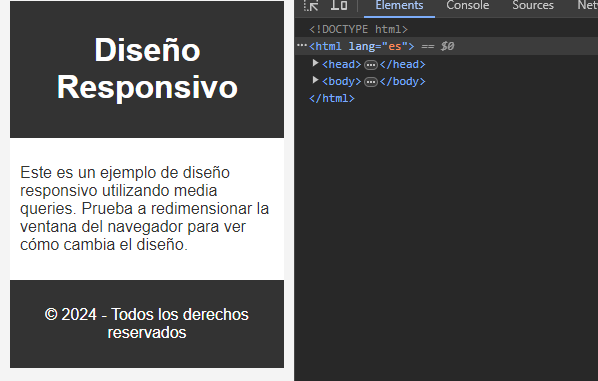 Diseño
Responsivo
Este es un ejemplo de diseño
responsivo utilizando media
queries. Prueba a redimensionar la
ventana del navegador para ver
cómo cambia el diseño.
© 2024 - Todos los derechos
reservados
Elements Console Sources Net
<!DOCTYPE html>
···<html lang="es"> == $0
▶<head>···</head>
▶<body>···</body>
</html>